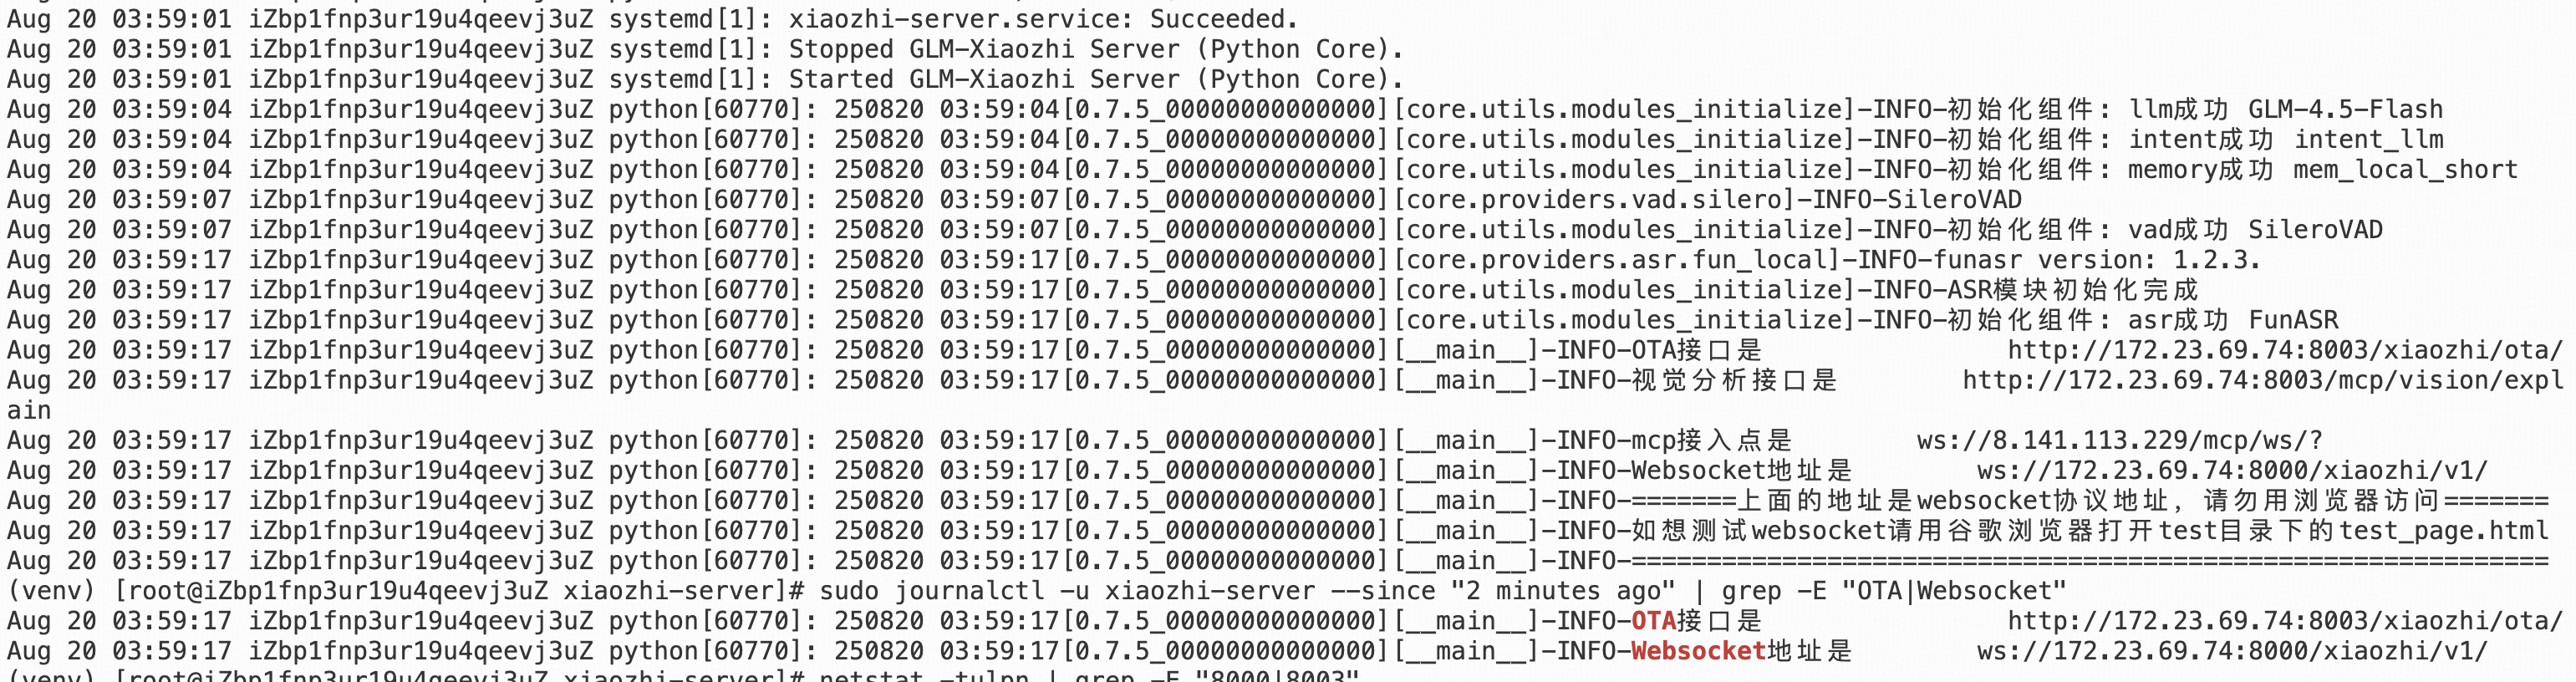 Aug 20 03:59:01 iZbp1fnp3ur19u4qeevj3uZ systemd[1]: xiaozhi-server.service: Succeeded.
Aug 20 03:59:01 iZbp1fnp3ur19u4qeevj3uZ systemd[1]: Stopped GLM-Xiaozhi Server (Python Core).
Aug 20 03:59:01 iZbp1fnp3ur19u4qeevj3uZ systemd[1]: Started GLM-Xiaozhi Server (Python Core).
Aug 20 03:59:04 iZbp1fnp3ur19u4qeevj3uZ python[60770]: 250820 03:59:04[0.7.5_00000000000000][core.utils.modules_initialize]-INFO-初始化组件: llm成功 GLM-4.5-Flash
Aug 20 03:59:04 iZbp1fnp3ur19u4qeevj3uZ python[60770]: 250820 03:59:04[0.7.5_00000000000000][core.utils.modules_initialize]-INFO-初始化组件: intent成功 intent_llm
Aug 20 03:59:04 iZbp1fnp3ur19u4qeevj3uZ python[60770]: 250820 03:59:04[0.7.5_00000000000000][core.utils.modules_initialize]-INFO-初始化组件: memory成功 mem_local_short
Aug 20 03:59:07 iZbp1fnp3ur19u4qeevj3uZ python[60770]: 250820 03:59:07[0.7.5_00000000000000][core.providers.vad.silero]-INFO-SileroVAD
Aug 20 03:59:07 iZbp1fnp3ur19u4qeevj3uZ python[60770]: 250820 03:59:07[0.7.5_00000000000000][core.utils.modules_initialize]-INFO-初始化组件: vad成功 SileroVAD
Aug 20 03:59:17 iZbp1fnp3ur19u4qeevj3uZ python[60770]: 250820 03:59:17[0.7.5_00000000000000][core.providers.asr.fun_local]-INFO-funasr version: 1.2.3.
Aug 20 03:59:17 iZbp1fnp3ur19u4qeevj3uZ python[60770]: 250820 03:59:17[0.7.5_00000000000000][core.utils.modules_initialize]-INFO-ASR模块初始化完成
Aug 20 03:59:17 iZbp1fnp3ur19u4qeevj3uZ python[60770]: 250820 03:59:17[0.7.5_00000000000000][core.utils.modules_initialize]-INFO-初始化组件: asr成功 FunASR
Aug 20 03:59:17 iZbp1fnp3ur19u4qeevj3uZ python[60770]: 250820 03:59:17[0.7.5_00000000000000][__main__]-INFO-OTA接口是 http://172.23.69.74:8003/xiaozhi/ota/
Aug 20 03:59:17 iZbp1fnp3ur19u4qeevj3uZ python[60770]: 250820 03:59:17[0.7.5_00000000000000][__main__]-INFO-视觉分析接口是 http://172.23.69.74:8003/mcp/vision/expl
ain
Aug 20 03:59:17 iZbp1fnp3ur19u4qeevj3uZ python[60770]: 250820 03:59:17[0.7.5_00000000000000][__main__]-INFO-mcp接入点是 ws://8.141.113.229/mcp/ws/?
Aug 20 03:59:17 iZbp1fnp3ur19u4qeevj3uZ python[60770]: 250820 03:59:17[0.7.5_00000000000000][__main__]-INFO-Websocket地址是 ws://172.23.69.74:8000/xiaozhi/v1/
Aug 20 03:59:17 iZbp1fnp3ur19u4qeevj3uZ python[60770]: 250820 03:59:17[0.7.5_00000000000000][__main__]-INFO-=======上面的地址是websocket协议地址，请勿用浏览器访问=======
Aug 20 03:59:17 iZbp1fnp3ur19u4qeevj3uZ python[60770]: 250820 03:59:17[0.7.5_00000000000000][__main__]-INFO-如想测试websocket请用谷歌浏览器打开test目录下的test_page.html
Aug 20 03:59:17 iZbp1fnp3ur19u4qeevj3uZ python[60770]: 250820 03:59:17[0.7.5_00000000000000][__main__]-INFO-=============================================================
(venv) [root@iZbp1fnp3ur19u4qeevj3uZ xiaozhi-server]# sudo journalctl -u xiaozhi-server --since "2 minutes ago" | grep -E "OTA|Websocket"
Aug 20 03:59:17 iZbp1fnp3ur19u4qeevj3uZ python[60770]: 250820 03:59:17[0.7.5_00000000000000][__main__]-INFO-OTA接口是 http://172.23.69.74:8003/xiaozhi/ota/
Aug 20 03:59:17 iZbp1fnp3ur19u4qeevj3uZ python[60770]: 250820 03:59:17[0.7.5_00000000000000][__main__]-INFO-Websocket地址是 ws://172.23.69.74:8000/xiaozhi/v1/
(venv) [root@iZbp1fnp3ur19u4qeevj3uZ xiaozhi-server]# netstat -tulpn | grep -E "8000|8003"